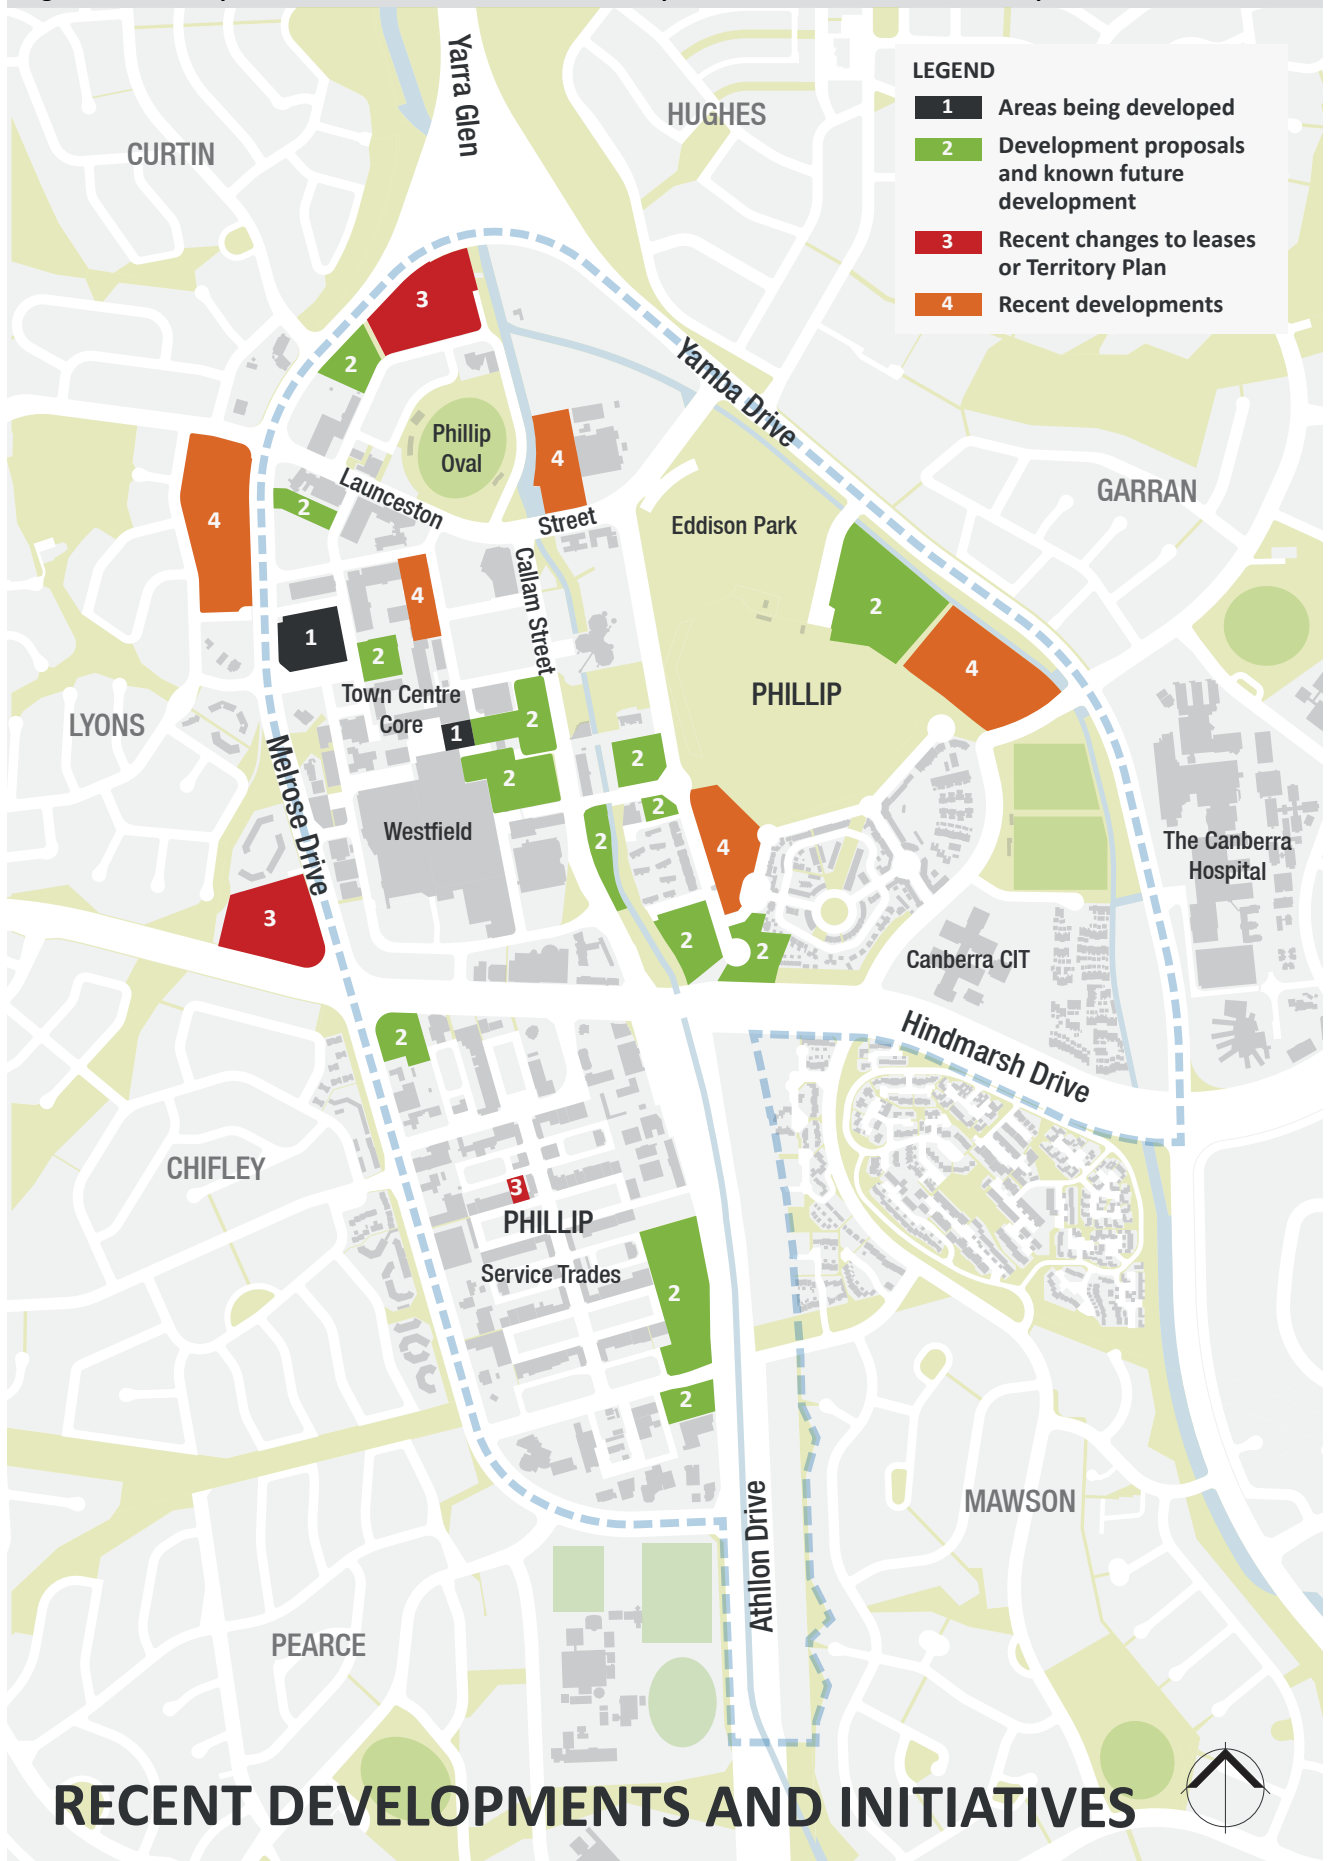 Yarra Glen
HUGHES
CURTIN
LEGEND
1 Areas being developed
2 Development proposals
and known future
development
3 Recent changes to leases
or Territory Plan
4 Recent developments
3
2
Yamba Drive
Phillip
Oval
4
Launceston
Street
2
4
GARRAN
Eddison Park
Callam Street
4
2
1
2
4
PHILLIP
Town Centre
Core
LYONS
1
2
Melrose Drive
2
2
2
Westfield
2
4
The Canberra
Hospital
3
2
2
Canberra CIT
2
Hindmarsh Drive
CHIFLEY
3
PHILLIP
Service Trades
2
2
MAWSON
Athllon Drive
PEARCE
RECENT DEVELOPMENTS AND INITIATIVES